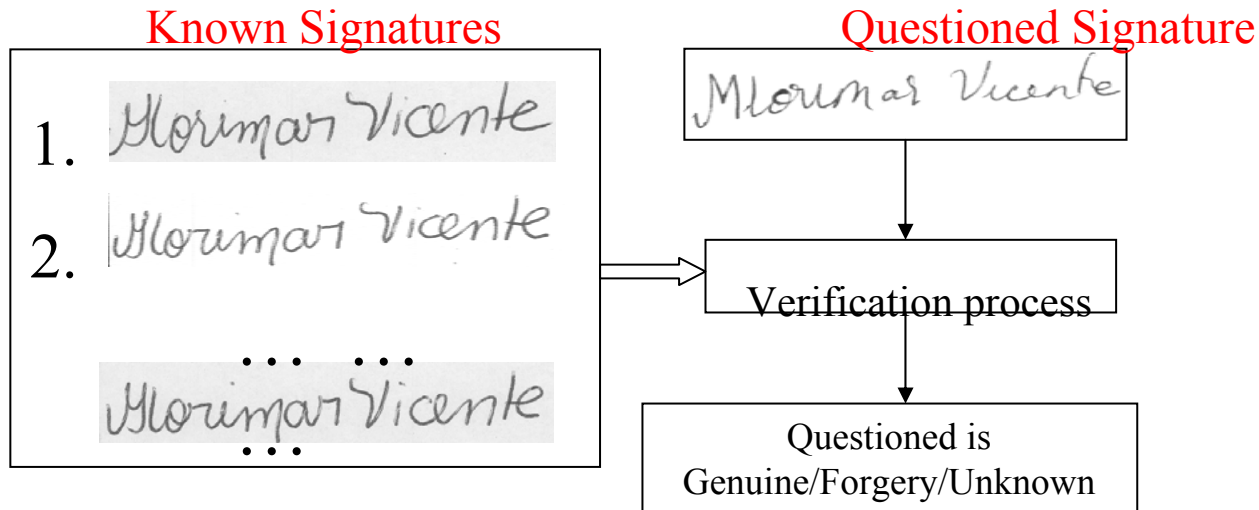 Known Signatures
1. Glorimar Vicente
2. Glorimar Vicente
... ...
Glorimar Vicente
...
Questioned Signature
Mlorimar Vicente
Verification process
Questioned is
Genuine/Forgery/Unknown